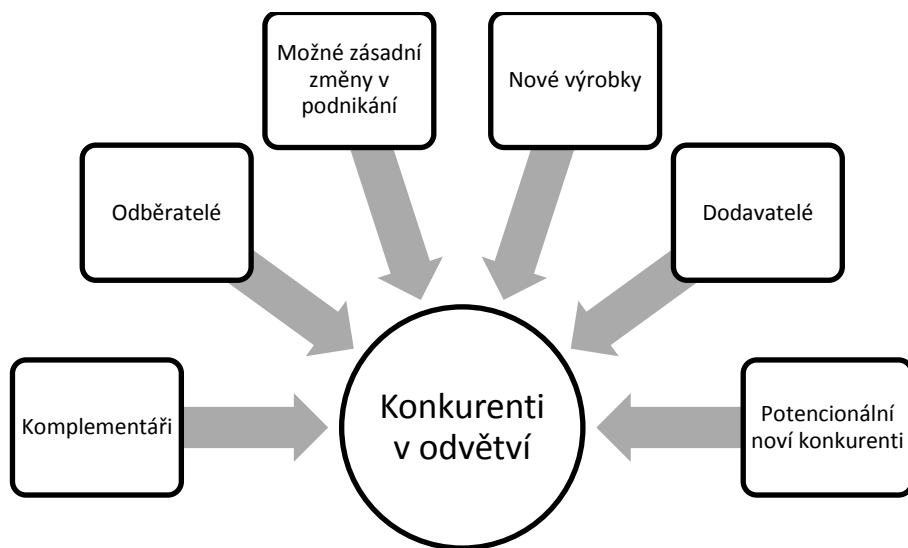 Možné zásadní
změny v
podnikání
Nové výrobky
Odběratelé
Dodavatelé
Komplementáři
Konkurenti
v odvětví
Potencionální
noví konkurenti